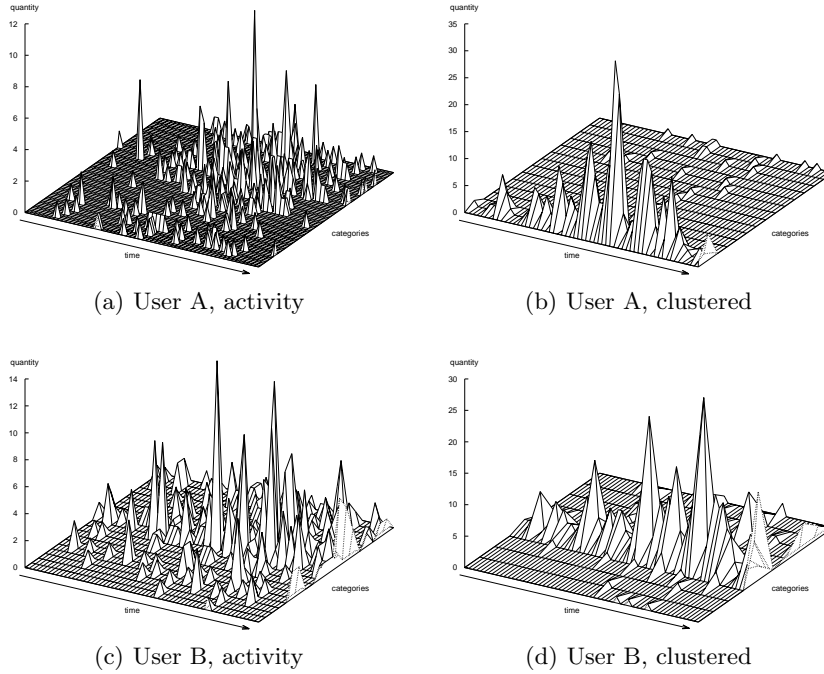 quantity
12
10
8
6
4
2
0
time
categories
(a) User A, activity
quantity
35
30
25
20
15
10
5
0
time
categories
(b) User A, clustered
quantity
14
12
10
8
6
4
2
0
time
categories
(c) User B, activity
quantity
30
25
20
15
10
5
0
time
categories
(d) User B, clustered